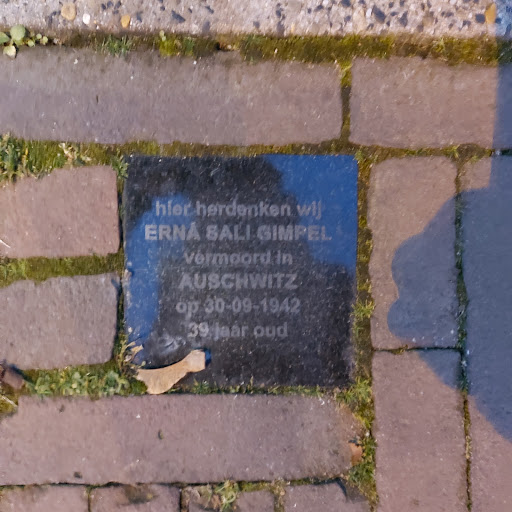 hier herdenken wij
ERNA SALI GIMPEL
vermoord in
AUSCHWITZ
op 30-09-1942
39 jaar oud